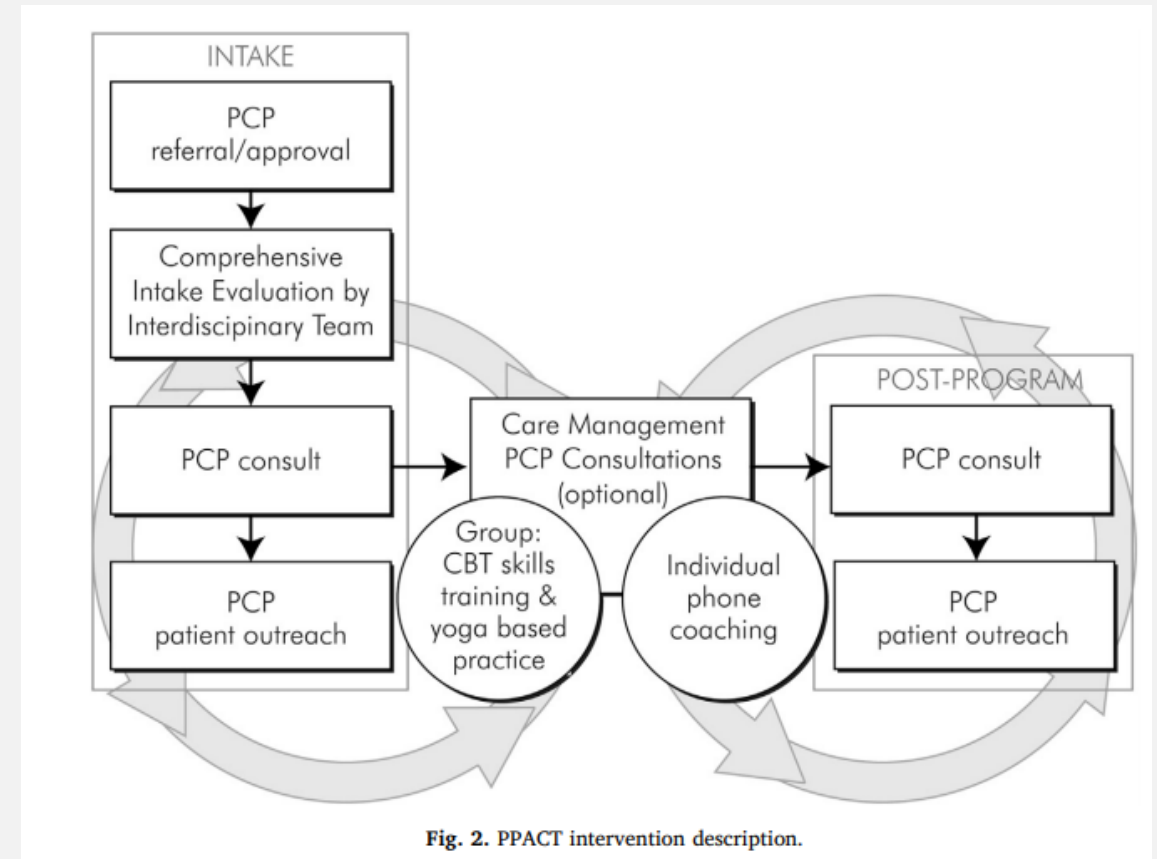 INTAKE
PCP
referral/approval
Comprehensive
Intake Evaluation by
Interdiscipinary Team
PCP consult
PCP
patient outreach
Care Management
PCP Consultations
(optional)
Group:
CBT skills
training &
yoga based
practice
Individual
phone
coaching
POST-PROGRAM
PCP consult
PCP
patient outreach
Fig. 2. PPACT intervention description.